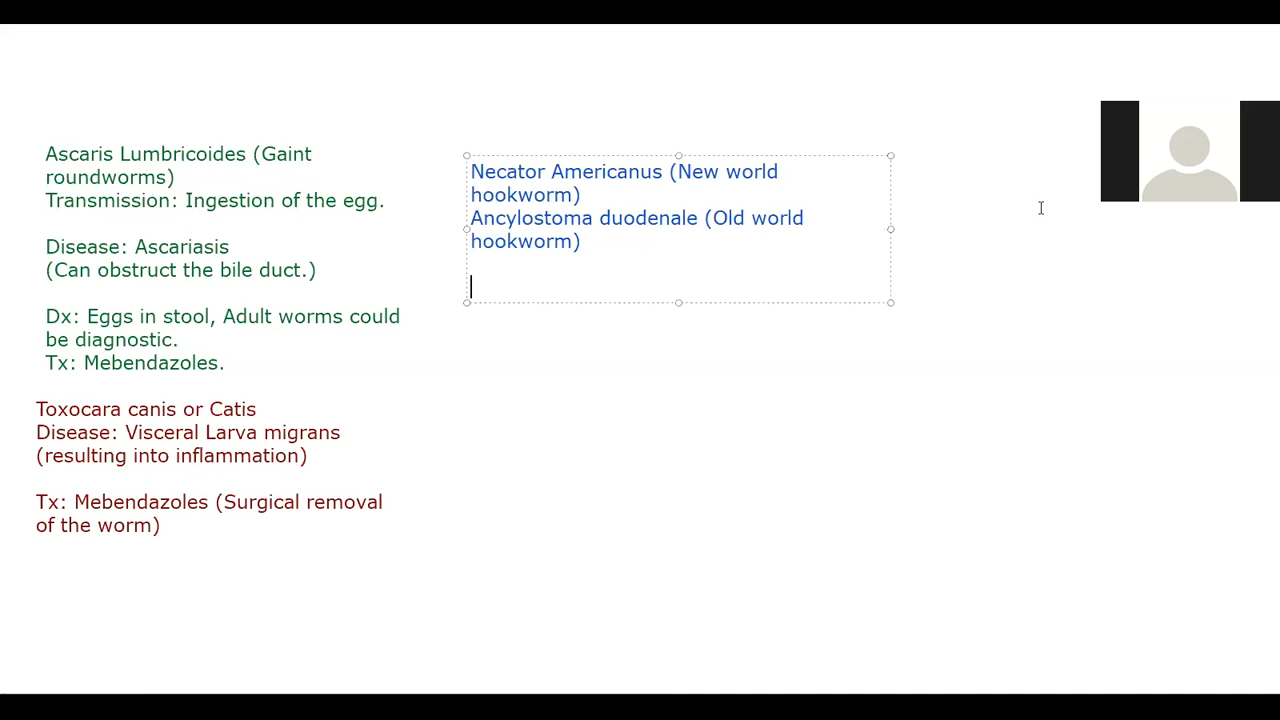 Ascaris Lumbricoides (Gaint
roundworms)
Transmission: Ingestion of the egg.
Disease: Ascariasis
(Can obstruct the bile duct.)
Dx: Eggs in stool, Adult worms could
be diagnostic.
Tx: Mebendazoles.
Toxocara canis or Catis
Disease: Visceral Larva migrans
(resulting into inflammation)
Tx: Mebendazoles (Surgical removal
of the worm)
Necator Americanus (New world
hookworm)
Ancylostoma duodenale (Old world
hookworm)